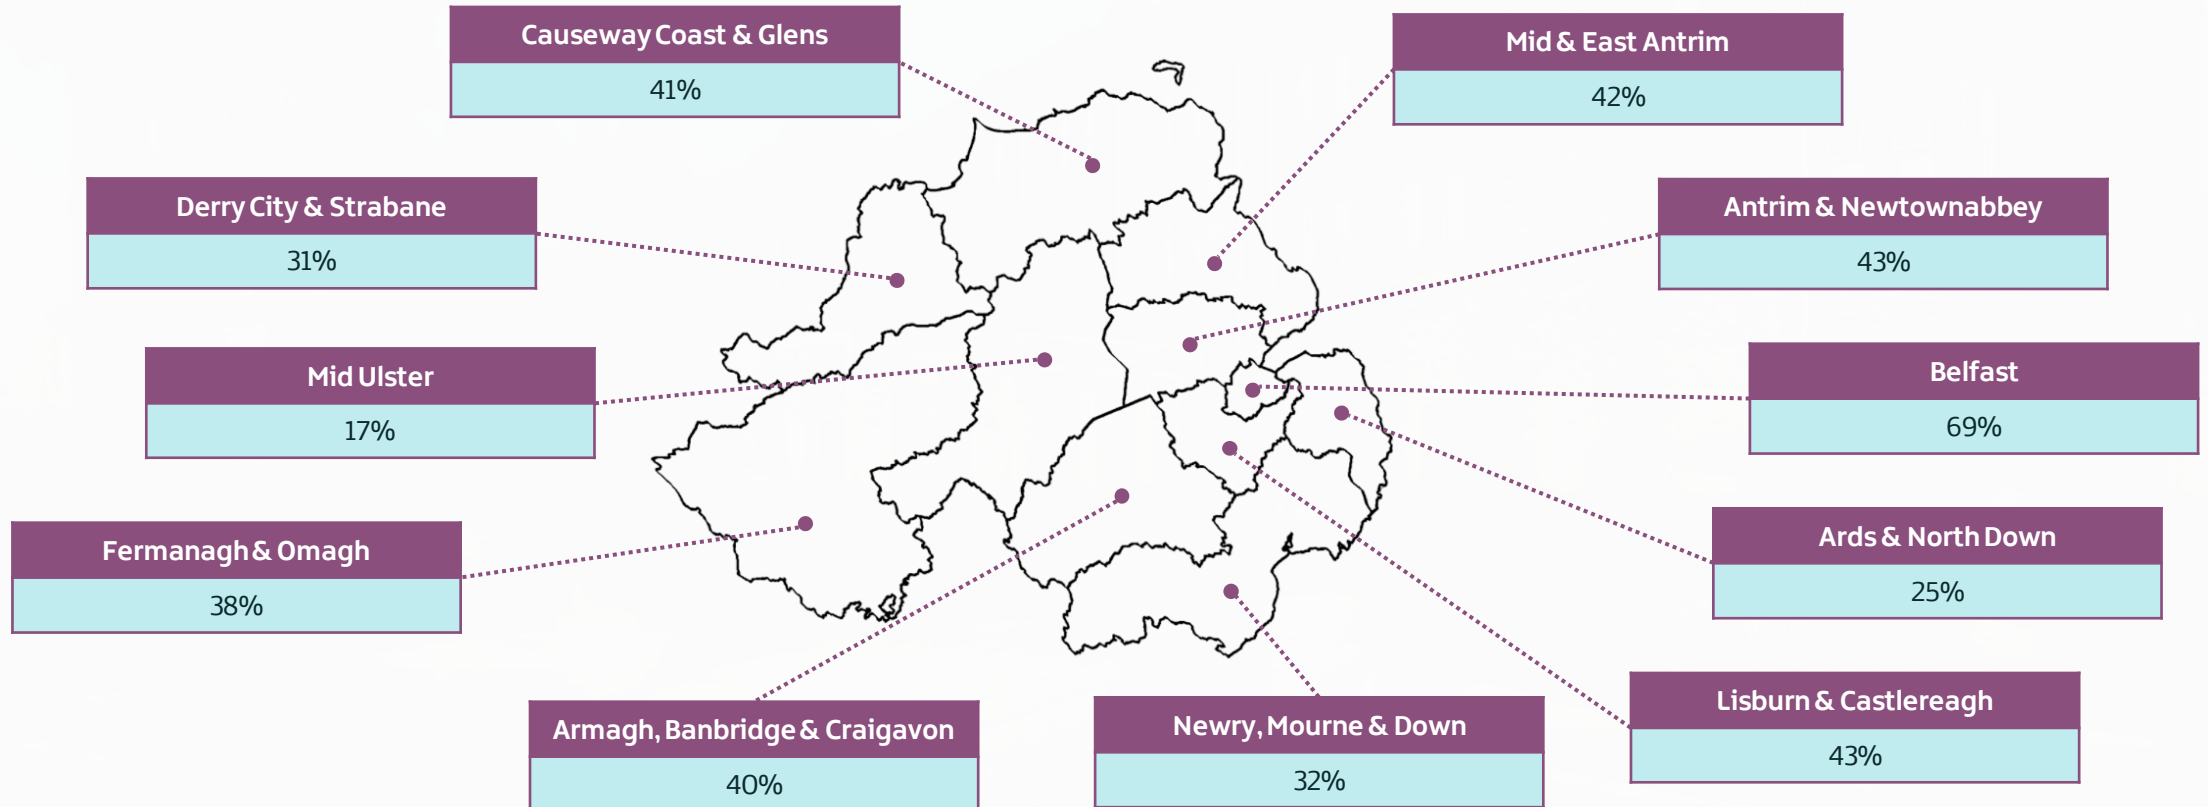 Causeway Coast & Glens
41%
Mid & East Antrim
42%
Derry City & Strabane
31%
Antrim & Newtownabbey
43%
Mid Ulster
17%
Belfast
69%
Fermanagh & Omagh
38%
Ards & North Down
25%
Armagh, Banbridge & Craigavon
40%
Newry, Mourne & Down
32%
Lisburn & Castlereagh
43%